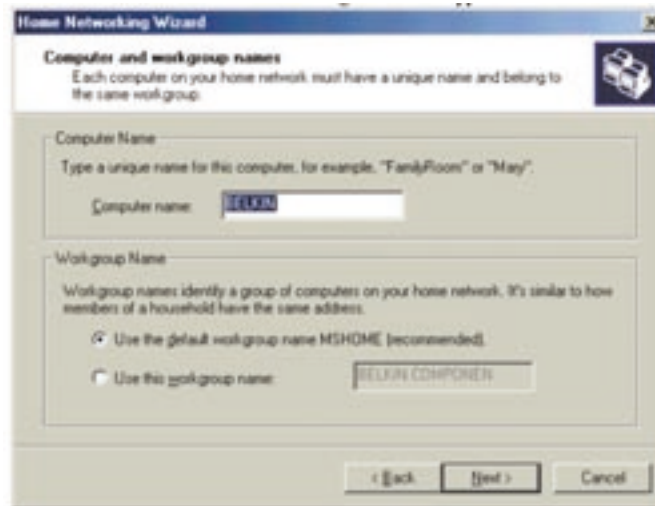 Home Networking Wizard
Computer and workgroup names
Each computer on your home network must have a unique name and belong to
the same workgroup.
Computer Name
Type a unique name for this computer, for example, "FamilyRoom" or "Mary".
Computer name:
BELKIN
Workgroup Name
Workgroup names identify a group of computers on your home network. It's similar to how
members of a household have the same address.
Use the default workgroup name MSHOME (recommended).
Use this workgroup name:
BELKIN COMPONEN
< Back
Next >
Cancel